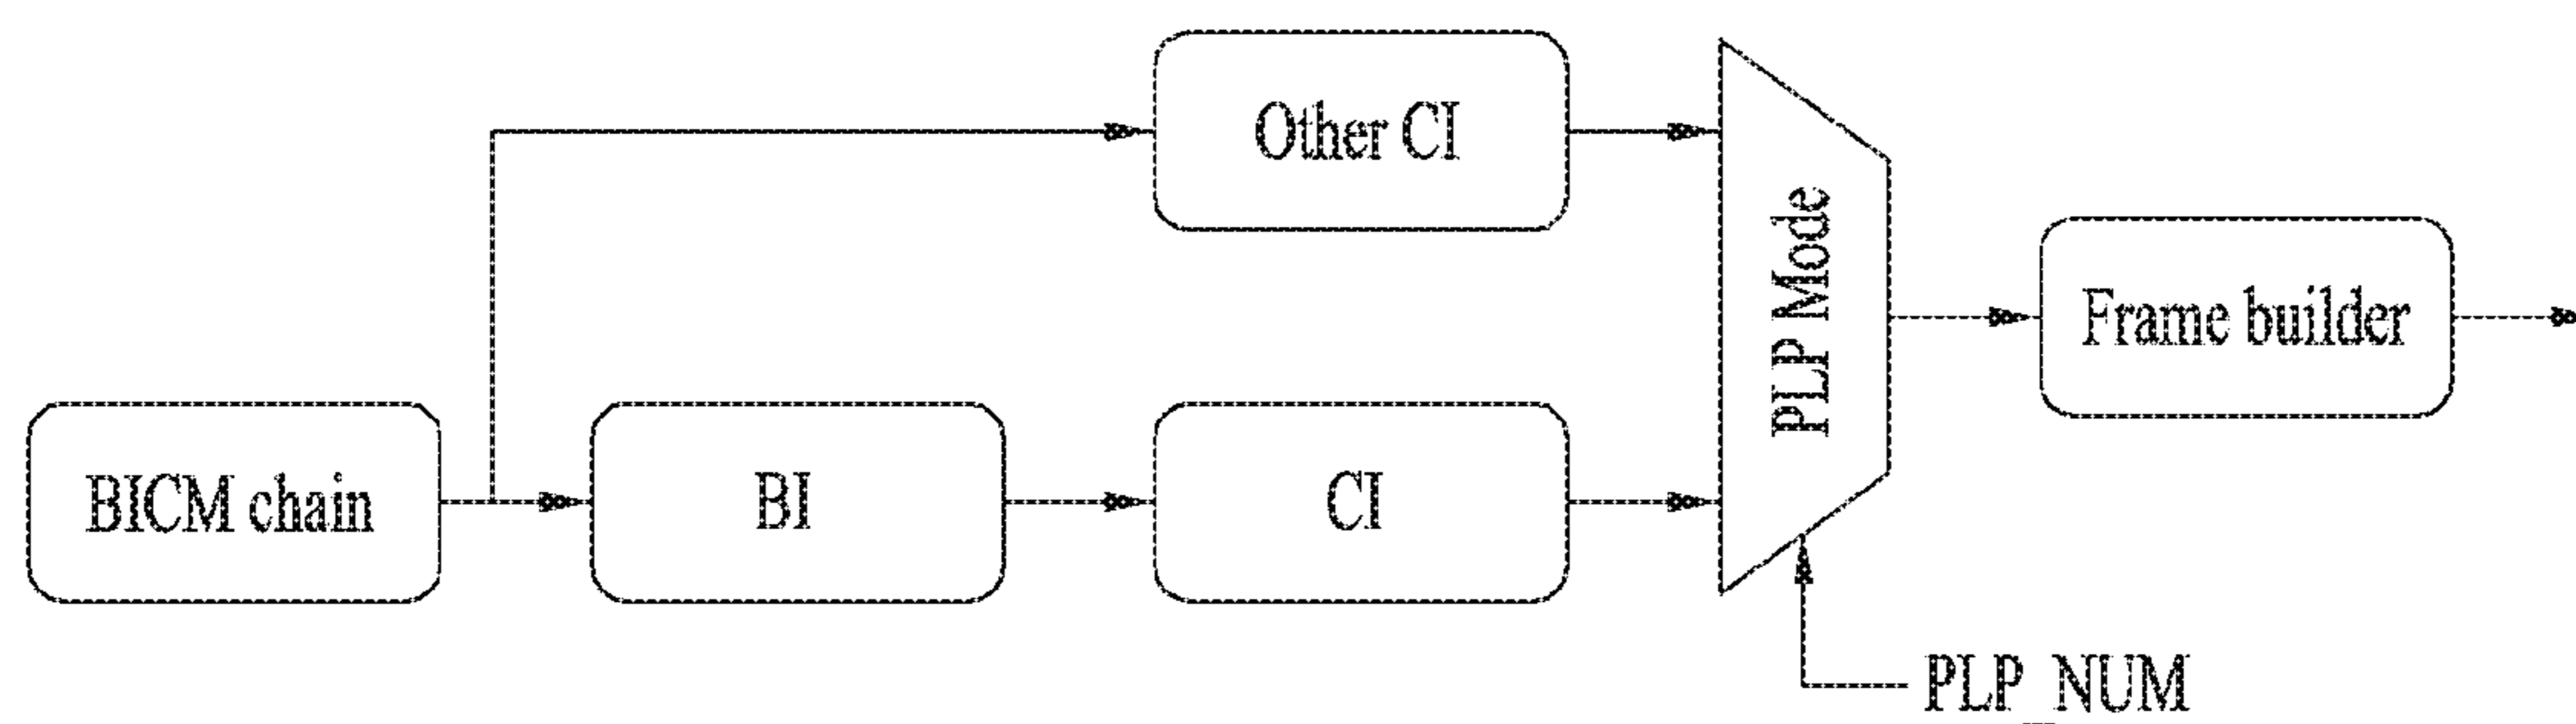 Other CI
PLP Mode
Frame builder
BICM chain
BI
CI
PLP_NUM